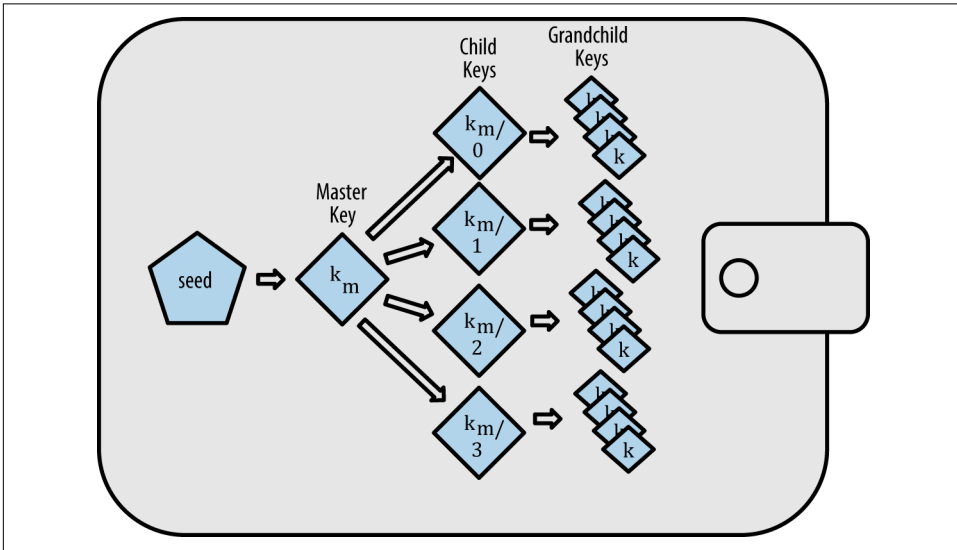 Child
Keys
Grandchild
Keys
Master
Key
seed
k m
k m/
0
k m/
1
k m/
2
k m/
3
k
k
k
k